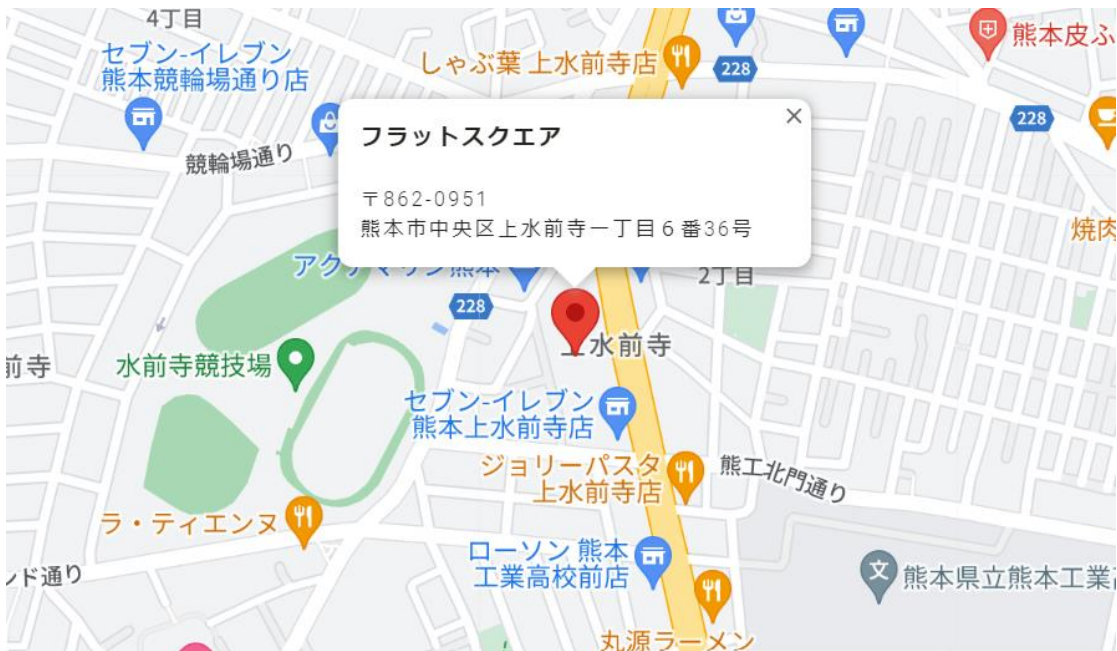 4丁目
セブン-イレブン
熊本競輪場通り店
しゃぶ葉 上水前寺店
228
熊本皮ふ
228
競輪場通り
フラットスクエア
〒862-0951
熊本市中央区上水前寺一丁目6番36号
焼肉
2丁目
228
上水前寺
前寺
水前寺競技場
セブン-イレブン
熊本上水前寺店
ジョリーパスタ
上水前寺店
熊工北門通り
ラ・ティエンヌ
ローソン 熊本
工業高校前店
ンド通り
文
熊本県立熊本工業
丸源ラーメン